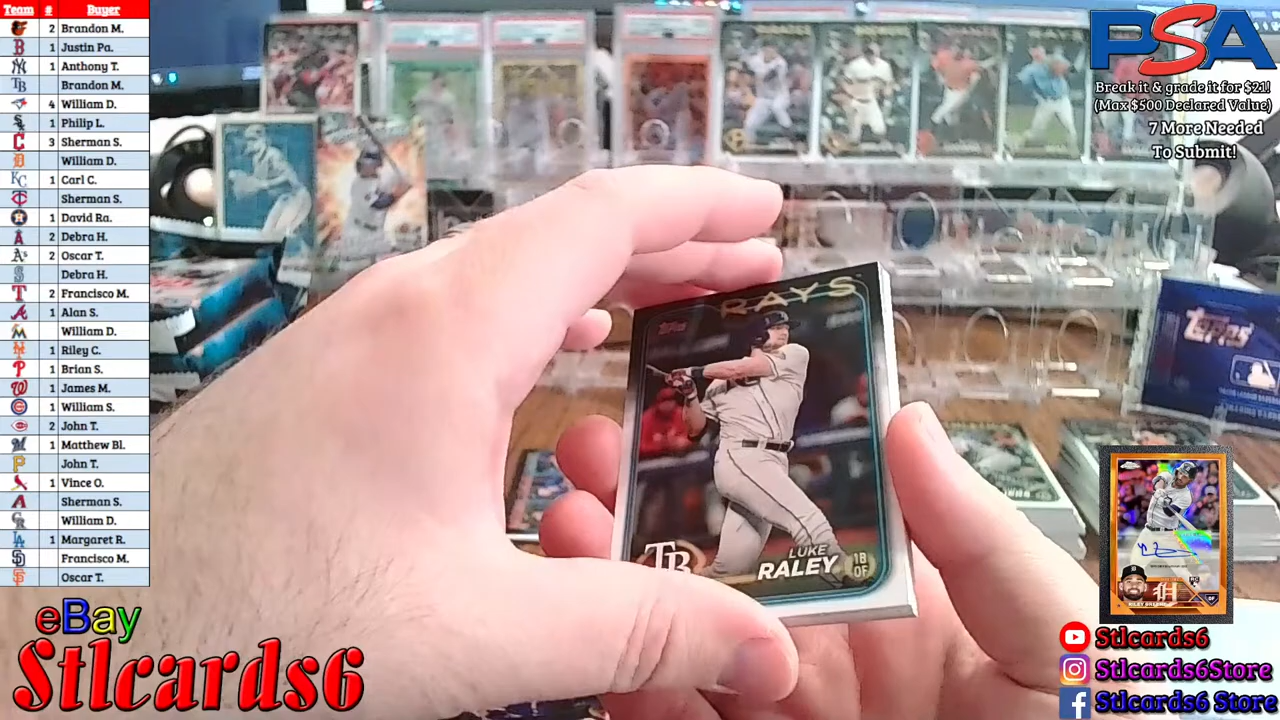 Team # Buyer
2 Brandon M.
1 Justin Pa.
1 Anthony T.
Brandon M.
4 William D.
1 Philip L.
3 Sherman S.
William D.
1 Carl C.
Sherman S.
1 David Ra.
2 Debra H.
2 Oscar T.
Debra H.
2 Francisco M.
1 Alan S.
William D.
1 Riley C.
1 Brian S.
1 James M.
1 William S.
2 John T.
1 Matthew Bl.
John T.
1 Vince O.
Sherman S.
William D.
1 Margaret R.
Francisco M.
Oscar T.
eBay
Stlcards6
RAYS
Topps
TB
LUKE
RALEY
1B
OF
PSA
Break it & grade it for $21!
(Max $500 Declared Value)
7 More Needed
To Submit!
Topps
Stlcards6
Stlcards6Store
Stlcards6 Store